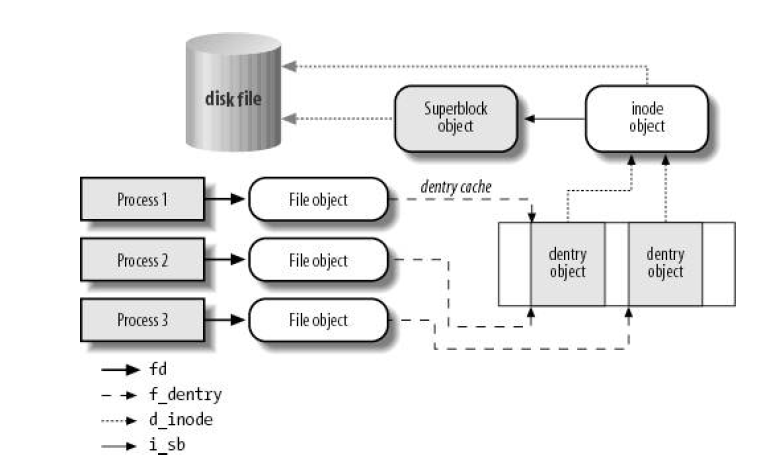 disk file
Superblock
object
inode
object
Process 1
File object
dentry cache
Process 2
File object
dentry
object
dentry
object
Process 3
File object
fd
f_dentry
d_inode
i_sb